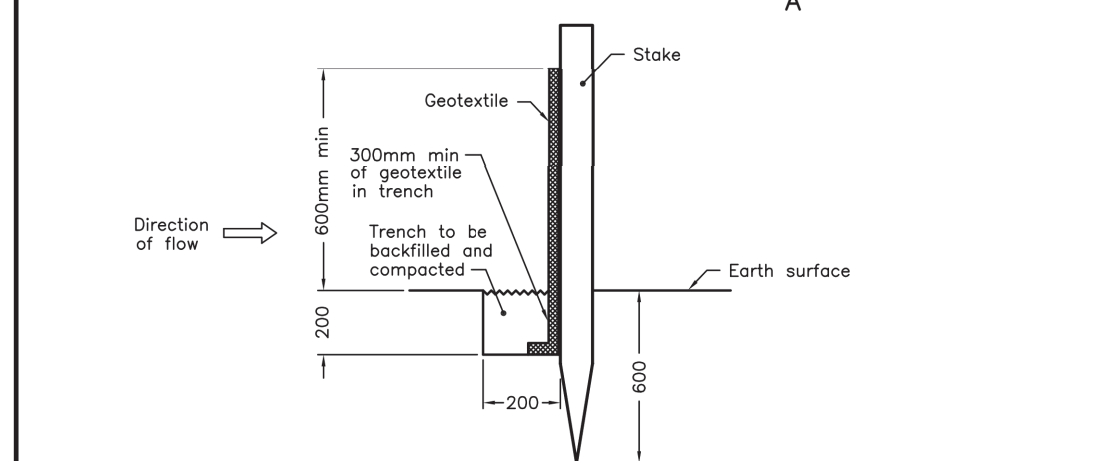 A
Stake
Geotextile
600mm min
300mm min
of geotextile
in trench
Direction
of flow
Trench to be
backfilled and
compacted
Earth surface
200
600
200